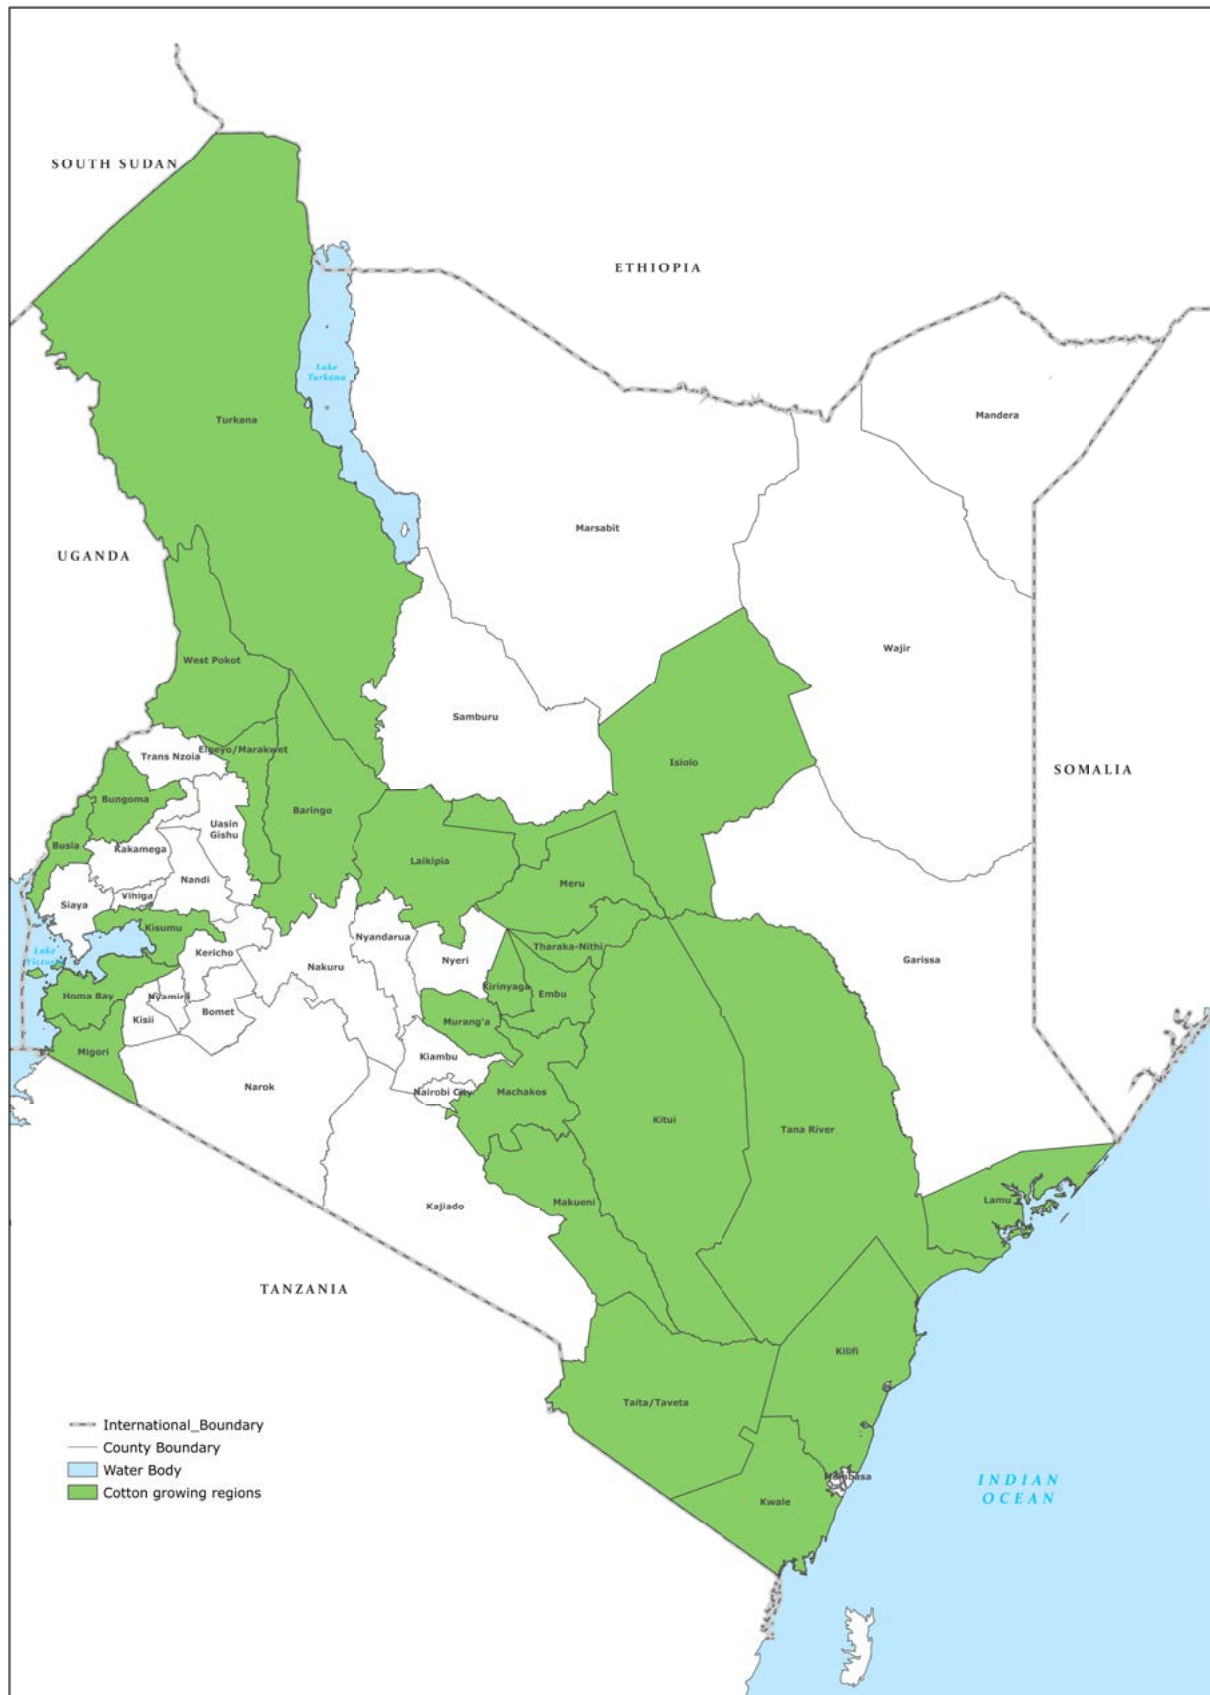 SOUTH SUDAN
ETHIOPIA
Lake
Turkana
Turkana
Mandera
Marsabit
UGANDA
Wajir
West Pokot
Samburu
Elgeyo/Marakwet
Trans Nzoia
Isiolo
SOMALIA
Bungoma
Baringo
Uasin
Gishu
Busia
Kakamega
Laikipia
Nandi
Meru
Vihiga
Siaya
Kisumu
Nyandarua
Tharaka-Nithi
Lake
Victoria
Kericho
Nyeri
Garissa
Nakuru
Kirinyaga
Embu
Homa Bay
Nyamira
Bomet
Kisii
Murang'a
Migori
Kiambu
Narok
Nairobi City
Machakos
Kitui
Tana River
Makueni
Lamu
Kajiado
TANZANIA
Kilifi
Taita/Taveta
International_Boundary
County Boundary
Water Body
Cotton growing regions
Mombasa
Kwale
INDIAN
OCEAN